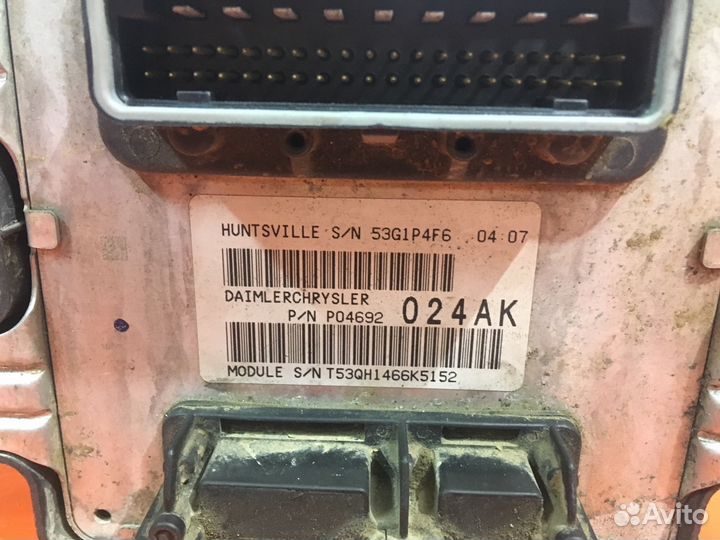 HUNTSVILLE S/N 53G1P4F6 04:07
DAIMLERCHRYSLER
P/N P04692 024AK
MODULE S/N T53QH1466K5152
Avito